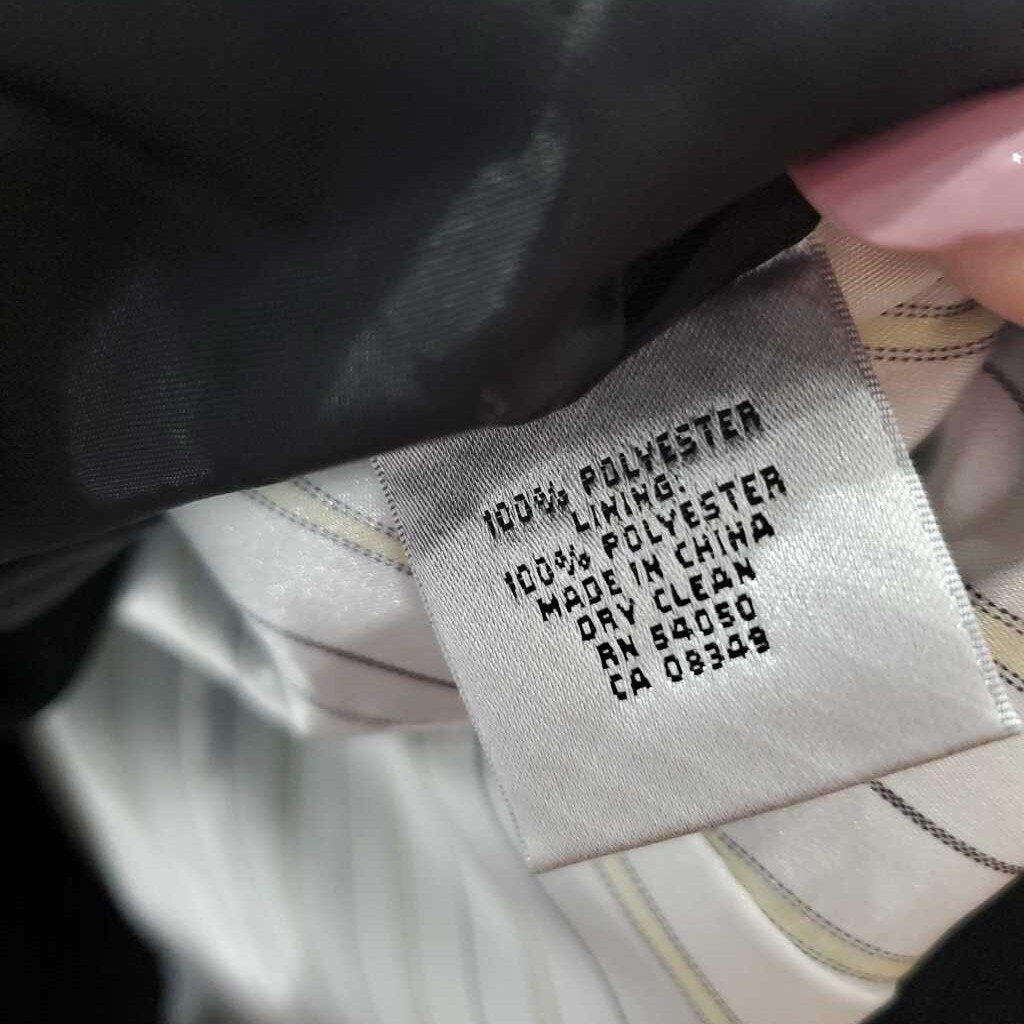 100% POLYESTER
LINING:
100% POLYESTER
MADE IN CHINA
DRY CLEAN
RN 54050
CA 08349